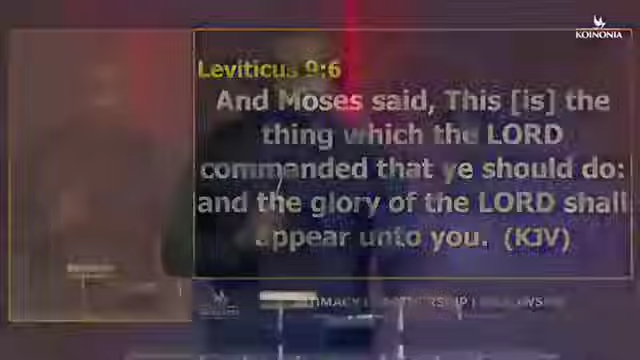 KOINONIA
Leviticus 9:6
And Moses said, This [is] the
thing which the LORD
commanded that ye should do:
and the glory of the LORD shall
appear unto you. (KJV)